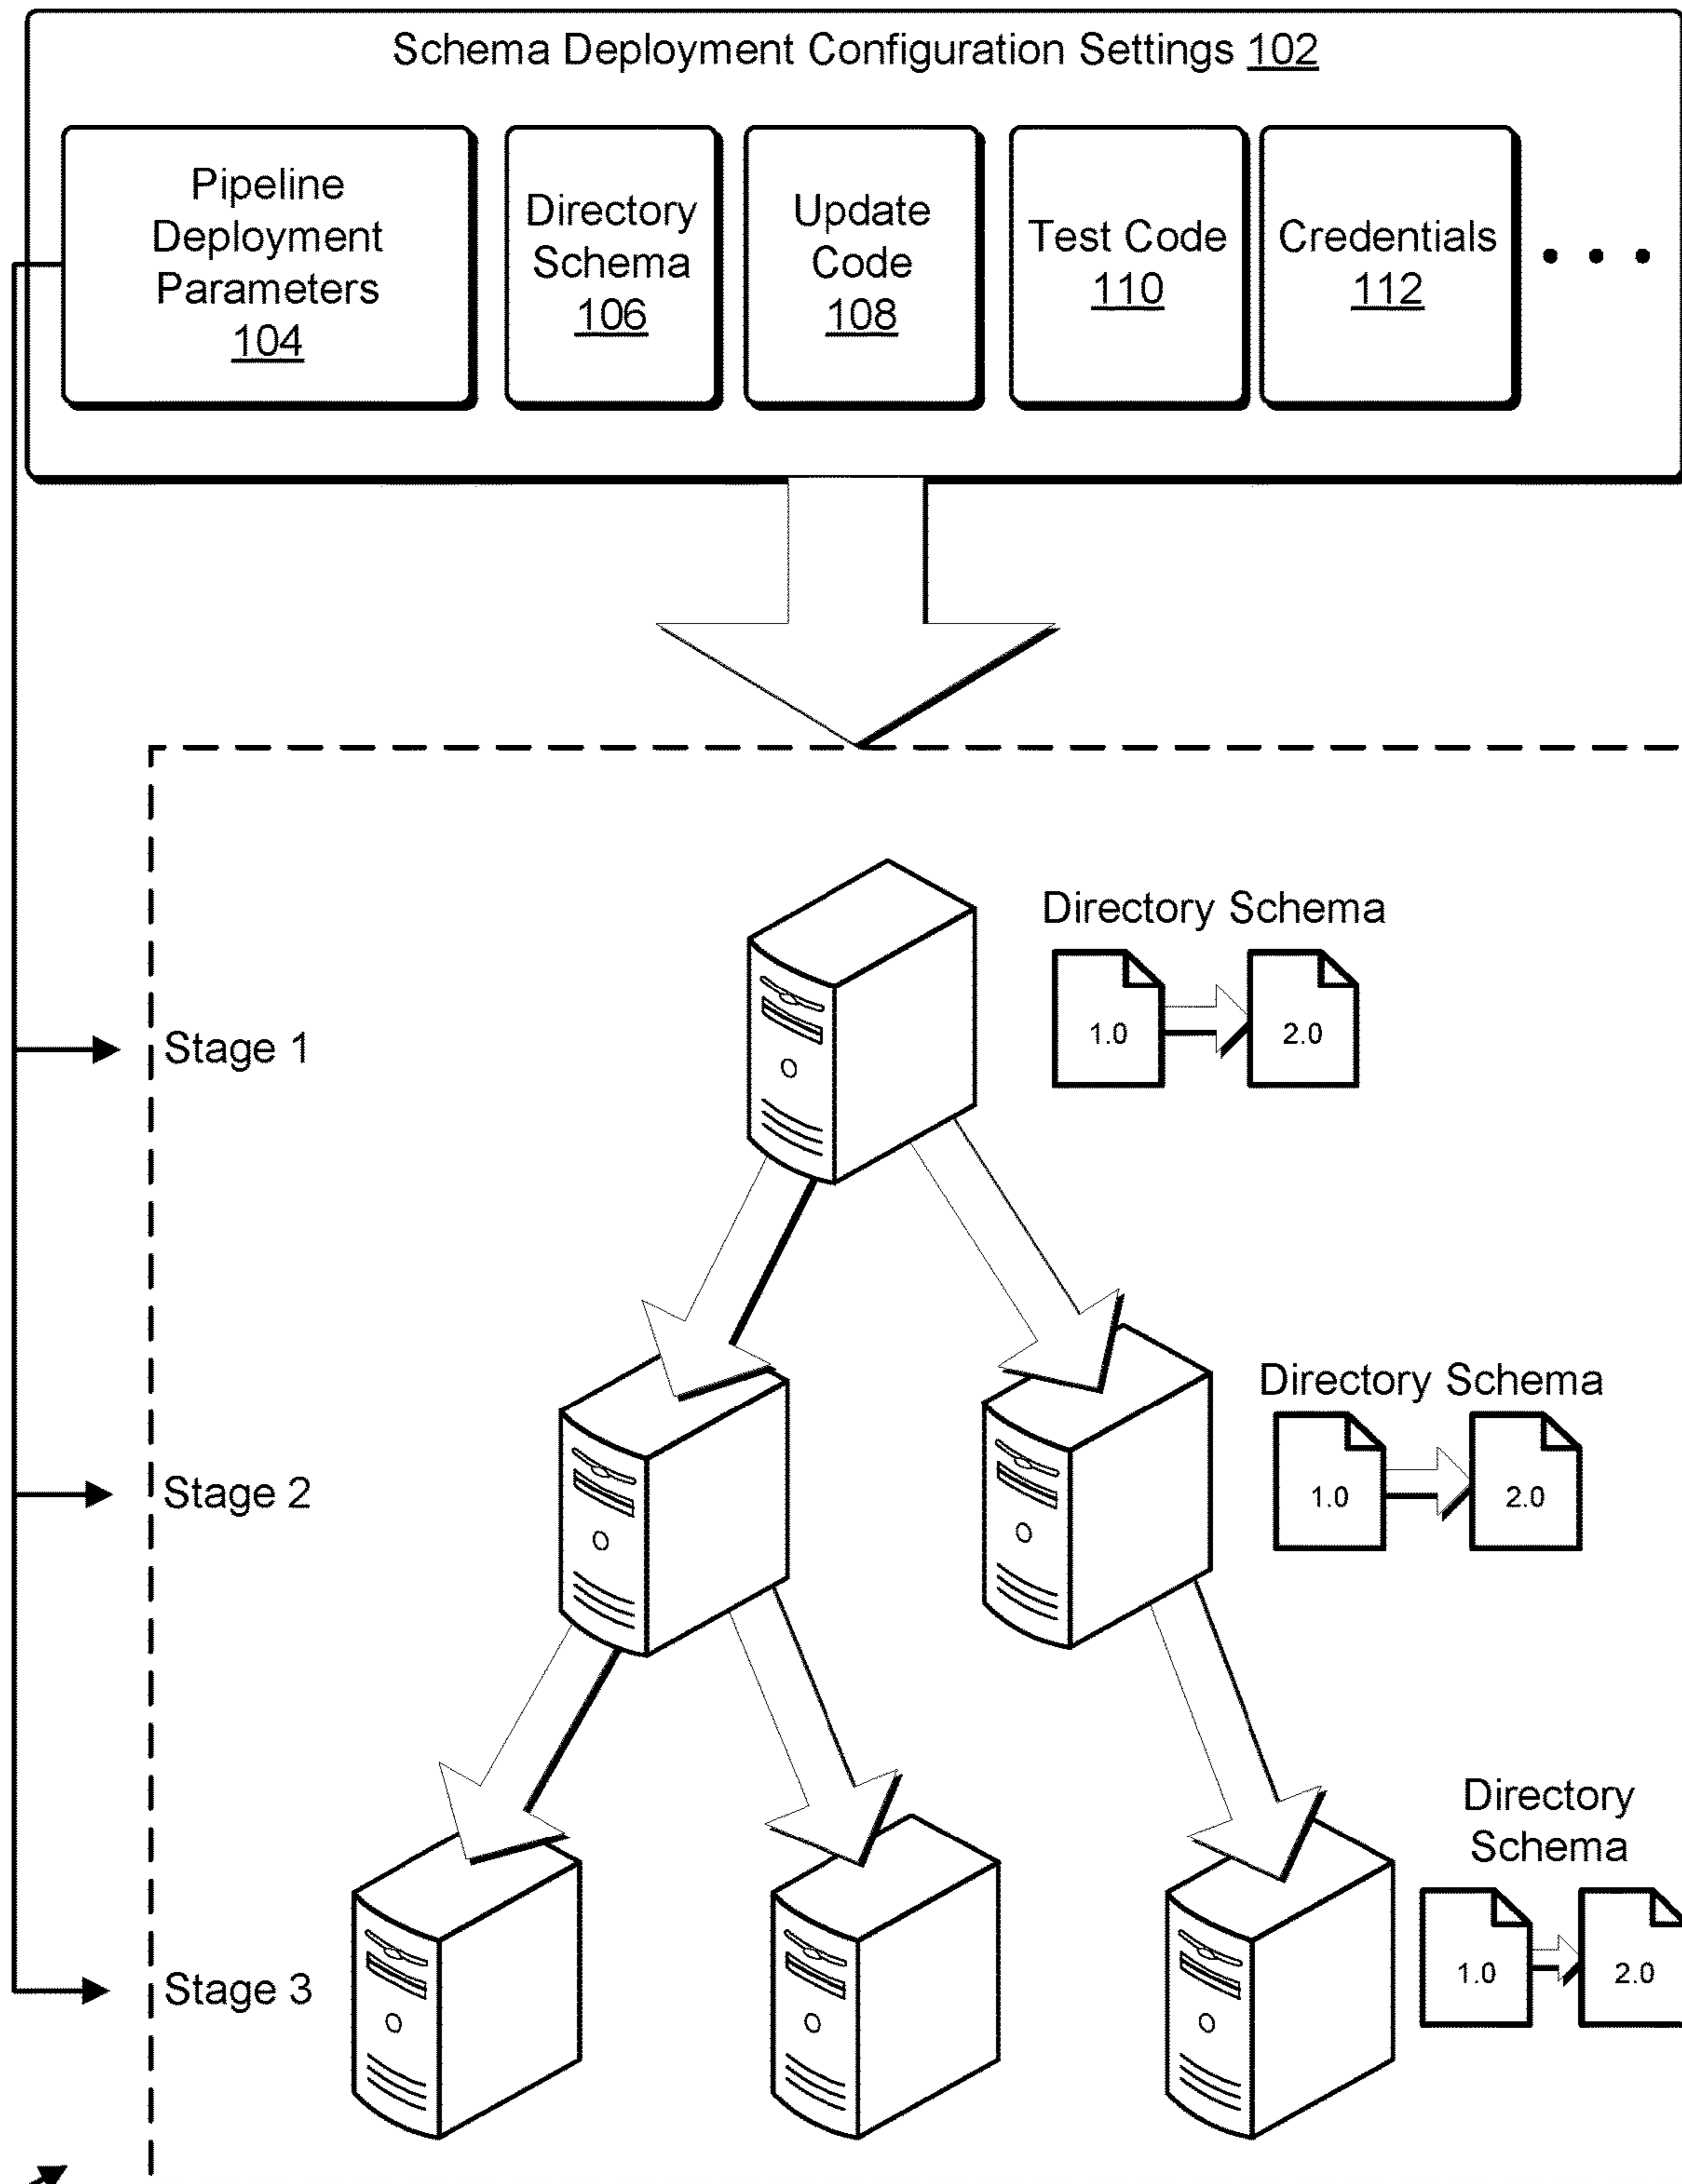 Schema Deployment Configuration Settings 102
Pipeline
Deployment
Parameters
104
Directory
Schema
106
Update
Code
108
Test Code
110
Credentials
112
• • •
Directory Schema
1.0
2.0
Stage 1
Directory Schema
1.0
2.0
Stage 2
Directory
Schema
1.0
2.0
Stage 3